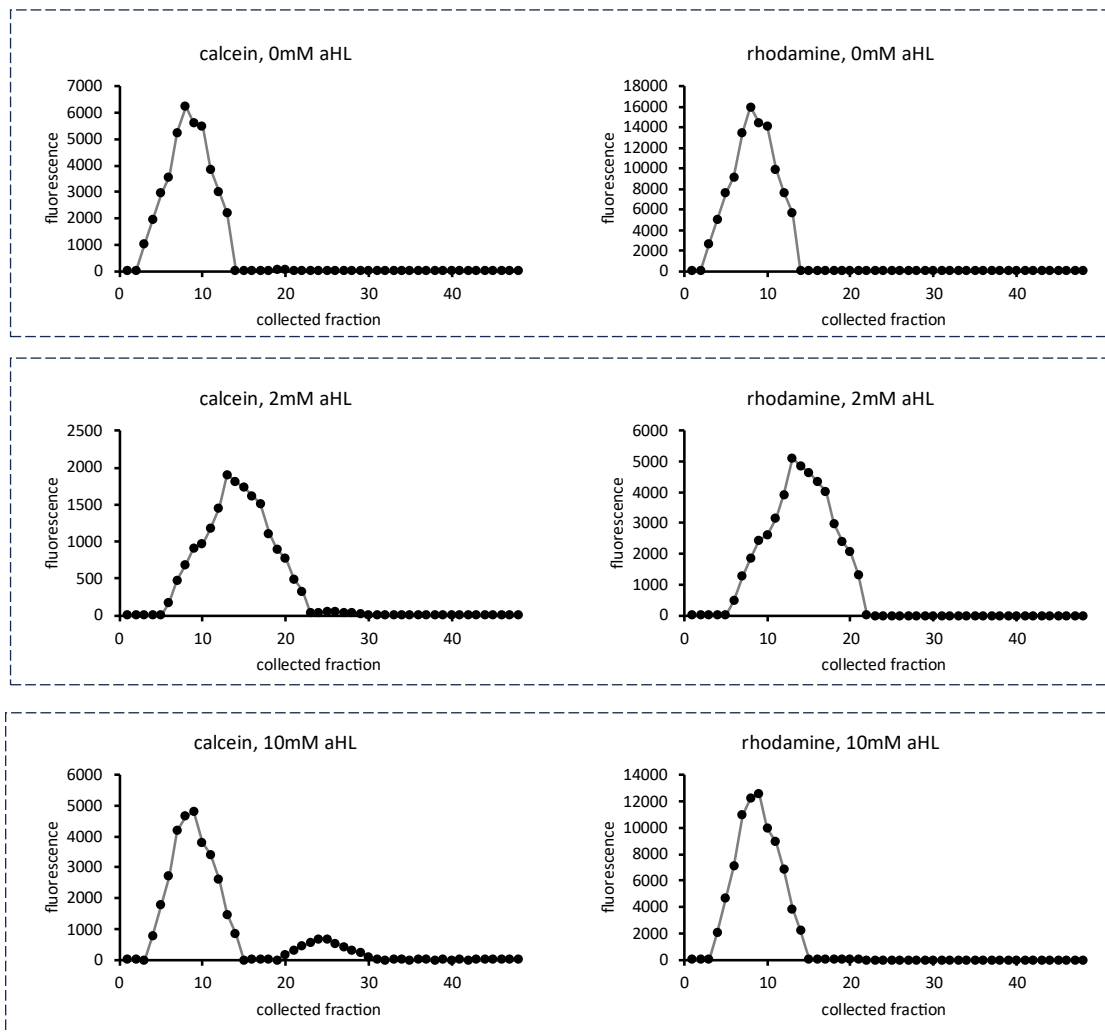 calcein, 0mM aHL
7000
6000
5000
4000
3000
2000
1000
0
fluorescence
0 10 20 30 40
collected fraction
rhodamine, 0mM aHL
18000
16000
14000
12000
10000
8000
6000
4000
2000
0
fluorescence
0 10 20 30 40
collected fraction
calcein, 2mM aHL
2500
2000
1500
1000
500
0
fluorescence
0 10 20 30 40
collected fraction
rhodamine, 2mM aHL
6000
5000
4000
3000
2000
1000
0
fluorescence
0 10 20 30 40
collected fraction
calcein, 10mM aHL
6000
5000
4000
3000
2000
1000
0
fluorescence
0 10 20 30 40
collected fraction
rhodamine, 10mM aHL
14000
12000
10000
8000
6000
4000
2000
0
fluorescence
0 10 20 30 40
collected fraction